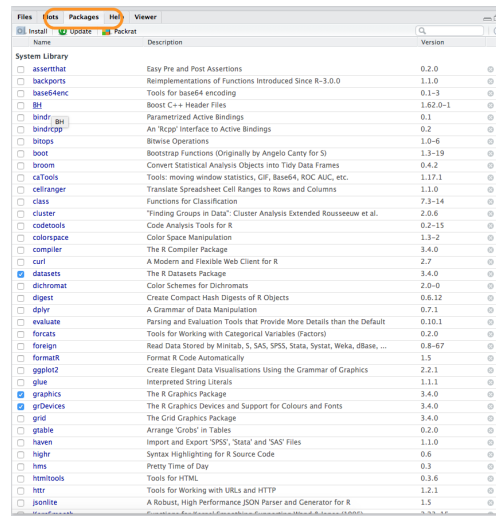 Files Plots Packages Help Viewer
Install Update Packrat
Name Description Version
System Library
assertthat Easy Pre and Post Assertions 0.2.0
backports Reimplementations of Functions Introduced Since R-3.0.0 1.1.0
base64enc Tools for base64 encoding 0.1-3
BH Boost C++ Header Files 1.62.0-1
bindr Parametrized Active Bindings 0.1
BH
bindrcpp An 'Rcpp' Interface to Active Bindings 0.2
bitops Bitwise Operations 1.0-6
boot Bootstrap Functions (Originally by Angelo Canty for S) 1.3-19
broom Convert Statistical Analysis Objects into Tidy Data Frames 0.4.2
caTools Tools: moving window statistics, GIF, Base64, ROC AUC, etc. 1.17.1
cellranger Translate Spreadsheet Cell Ranges to Rows and Columns 1.1.0
class Functions for Classification 7.3-14
cluster "Finding Groups in Data": Cluster Analysis Extended Rousseeuw et al. 2.0.6
codetools Code Analysis Tools for R 0.2-15
colorspace Color Space Manipulation 1.3-2
compiler The R Compiler Package 3.4.0
curl A Modern and Flexible Web Client for R 2.7
datasets The R Datasets Package 3.4.0
dichromat Color Schemes for Dichromats 2.0-0
digest Create Compact Hash Digests of R Objects 0.6.12
dplyr A Grammar of Data Manipulation 0.7.1
evaluate Parsing and Evaluation Tools that Provide More Details than the Default 0.10.1
forcats Tools for Working with Categorical Variables (Factors) 0.2.0
foreign Read Data Stored by Minitab, S, SAS, SPSS, Stata, Systat, Weka, dBase, ... 0.8-67
formatR Format R Code Automatically 1.5
ggplot2 Create Elegant Data Visualisations Using the Grammar of Graphics 2.2.1
glue Interpreted String Literals 1.1.1
graphics The R Graphics Package 3.4.0
grDevices The R Graphics Devices and Support for Colours and Fonts 3.4.0
grid The Grid Graphics Package 3.4.0
gtable Arrange 'Grobs' in Tables 0.2.0
haven Import and Export 'SPSS', 'Stata' and 'SAS' Files 1.1.0
highr Syntax Highlighting for R Source Code 0.6
hms Pretty Time of Day 0.3
htmltools Tools for HTML 0.3.6
httr Tools for Working with URLs and HTTP 1.2.1
jsonlite A Robust, High Performance JSON Parser and Generator for R 1.5